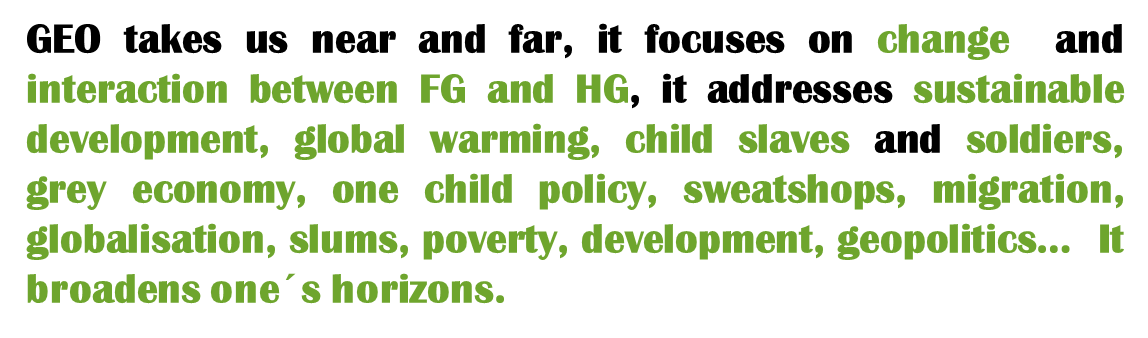 GEO takes us near and far, it focuses on change and
interaction between FG and HG, it addresses sustainable
development, global warming, child slaves and soldiers,
grey economy, one child policy, sweatshops, migration,
globalisation, slums, poverty, development, geopolitics... It
broadens one´s horizons.